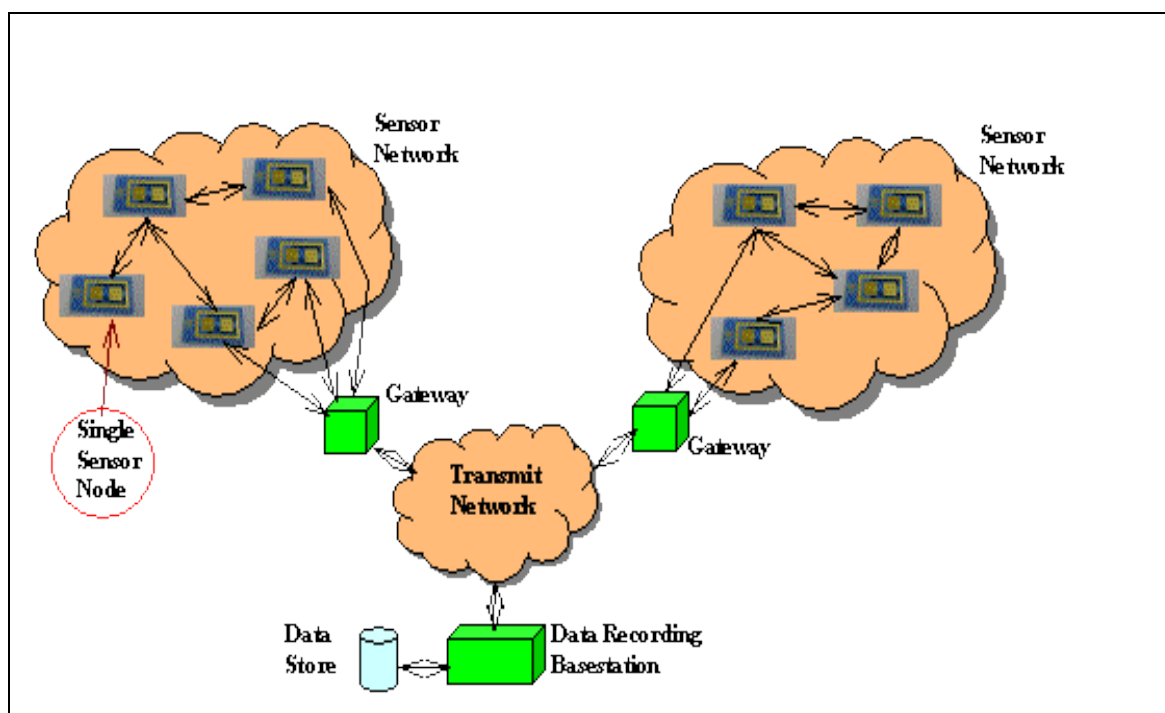 Sensor
Network
Sensor
Network
Gateway
Gateway
Single
Sensor
Node
Transmit
Network
Data
Store
Data Recording
Basestation